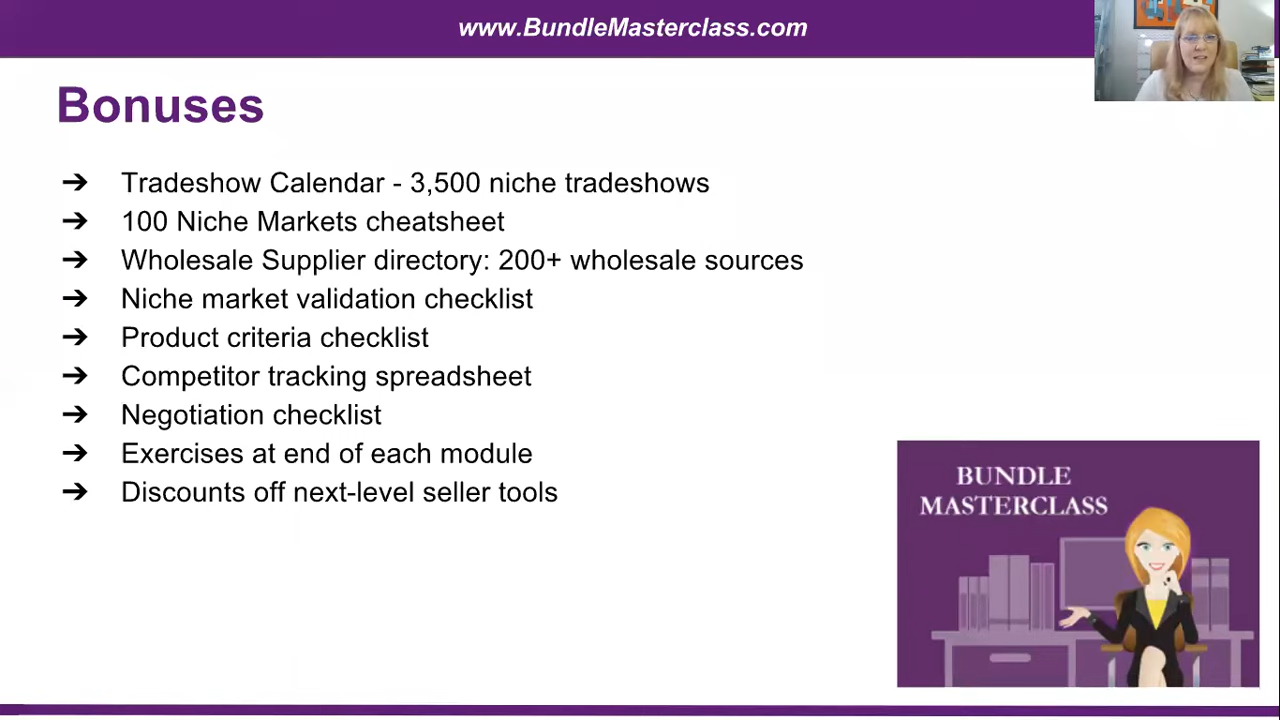 www.BundleMasterclass.com
Bonuses
➔ Tradeshow Calendar - 3,500 niche tradeshows
➔ 100 Niche Markets cheatsheet
➔ Wholesale Supplier directory: 200+ wholesale sources
➔ Niche market validation checklist
➔ Product criteria checklist
➔ Competitor tracking spreadsheet
➔ Negotiation checklist
➔ Exercises at end of each module
➔ Discounts off next-level seller tools
BUNDLE
MASTERCLASS